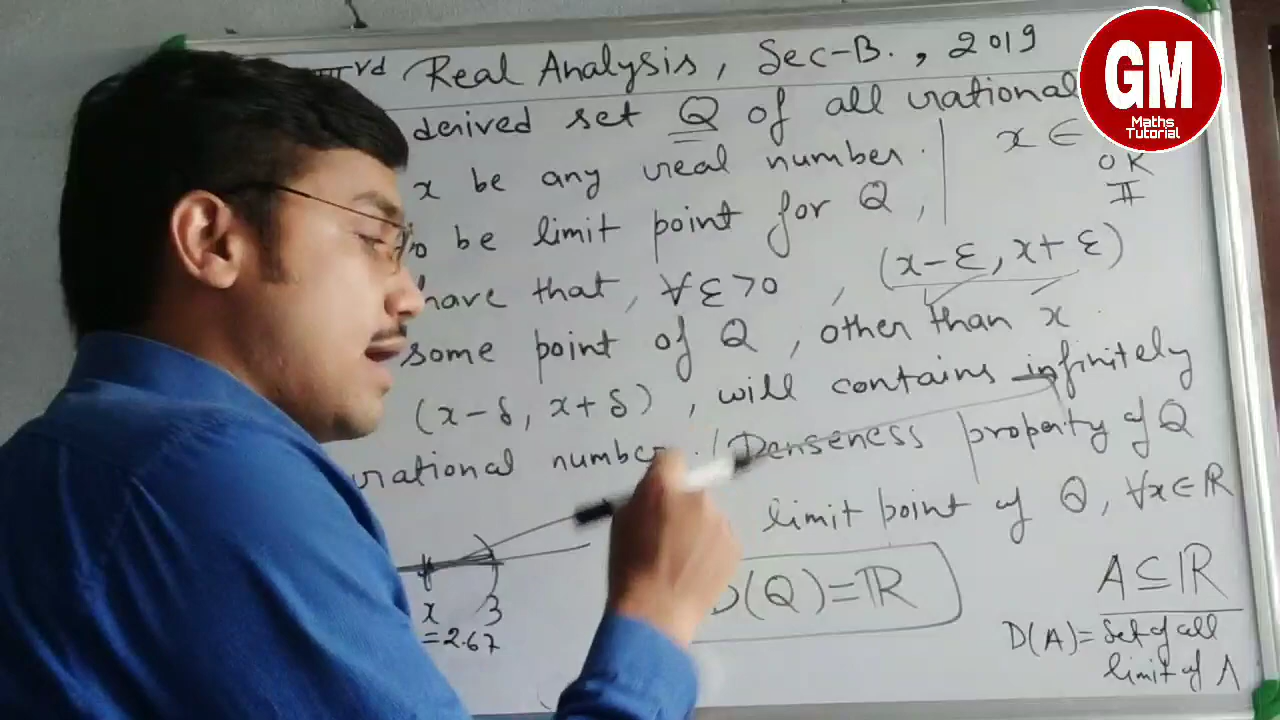 IIIrd Real Analysis, Sec-B., 2019
GM
Maths
Tutorial
derived set Q of all rational
x be any real number.
x ∈
OR
II
be limit point for Q,
have that, ∀ε>0, (x-ε, x+ε)
some point of Q, other than x.
(x-δ, x+δ), will contains infinitely
rational number. Denseness property of Q
limit point of Q, ∀x∈ℝ
x
3
=2.67
D(Q)=ℝ
A⊆ℝ
D(A)= Set of all
limit of A